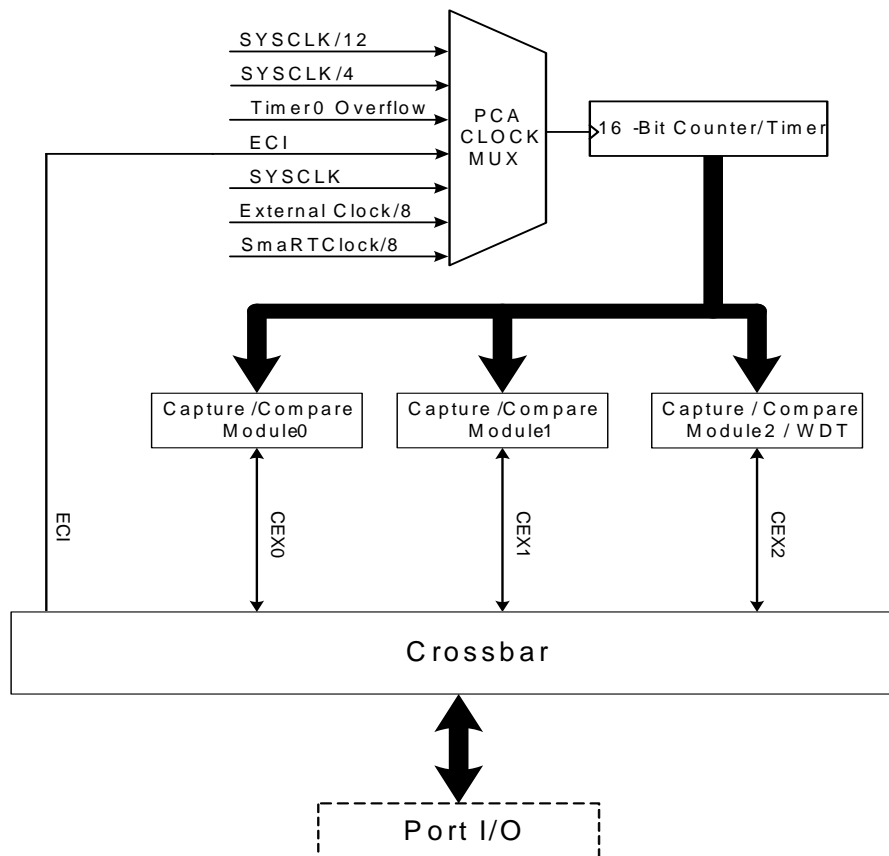 SYSCLK/12
SYSCLK/4
Timer0 Overflow
ECI
SYSCLK
External Clock/8
SmaRTClock/8
PCA
CLOCK
MUX
16 -Bit Counter/Timer
Capture /Compare
Module0
Capture /Compare
Module1
Capture / Compare
Module2 / WDT
ECI
CEX0
CEX1
CEX2
Crossbar
Port I/O